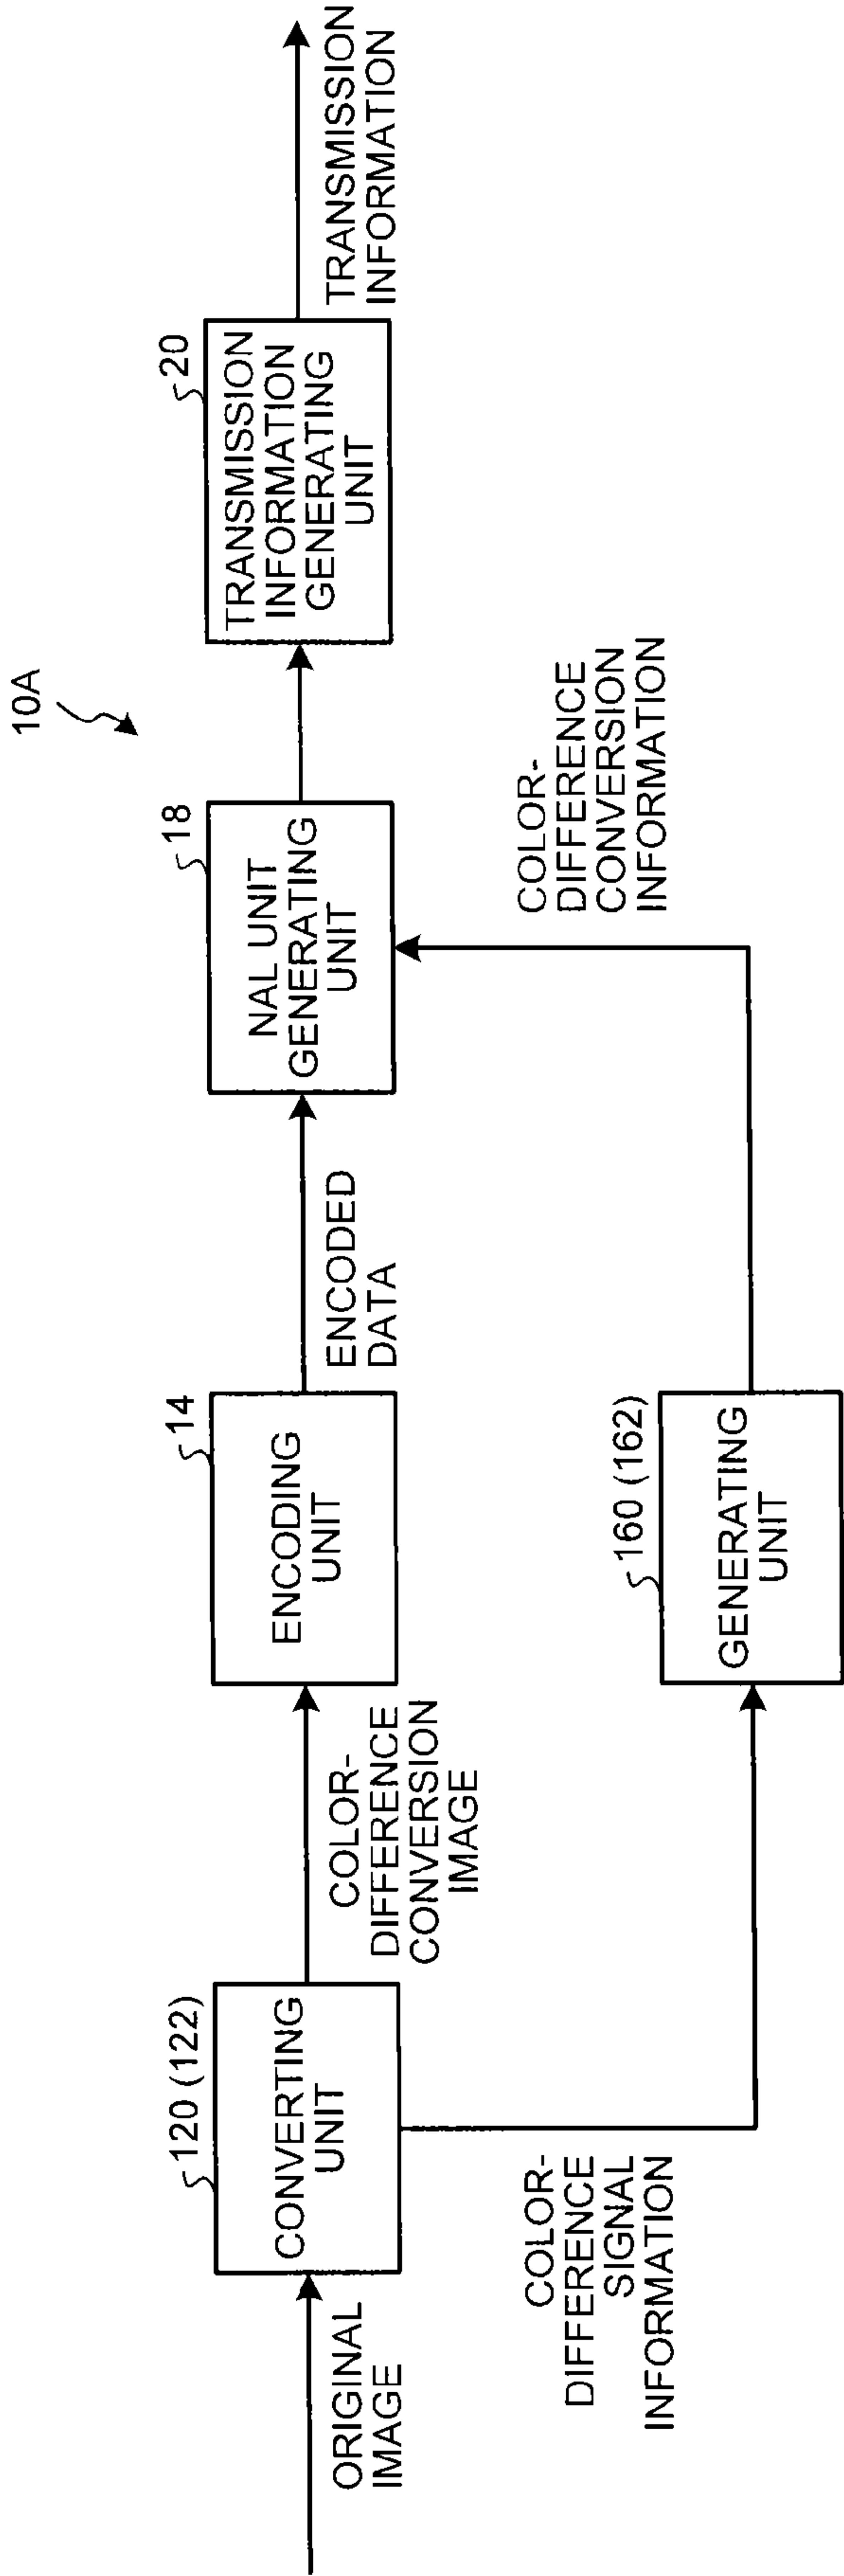 10A
ORIGINAL
IMAGE
120 (122)
CONVERTING
UNIT
COLOR-
DIFFERENCE
CONVERSION
IMAGE
14
ENCODING
UNIT
ENCODED
DATA
18
NAL UNIT
GENERATING
UNIT
20
TRANSMISSION
INFORMATION
GENERATING
UNIT
TRANSMISSION
INFORMATION
COLOR-
DIFFERENCE
SIGNAL
INFORMATION
160 (162)
GENERATING
UNIT
COLOR-
DIFFERENCE
CONVERSION
INFORMATION